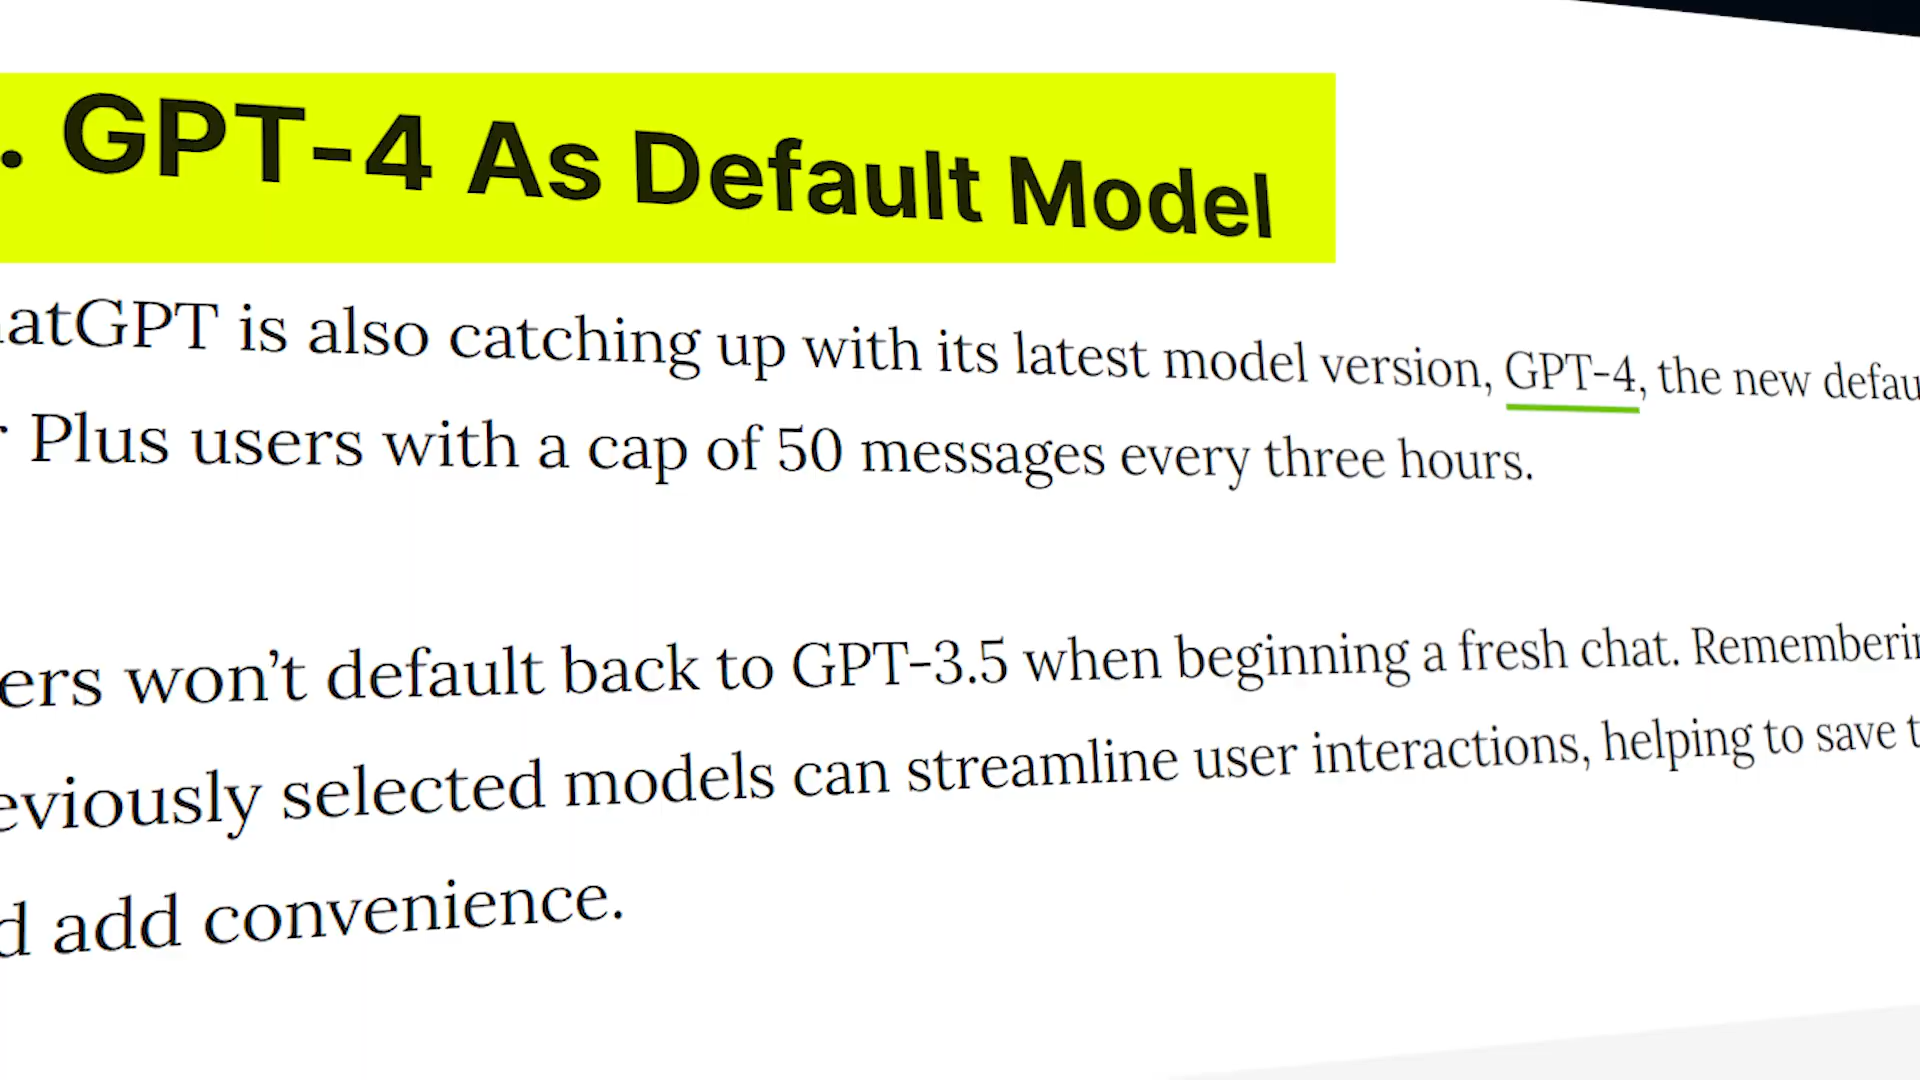 . GPT-4 As Default Model
atGPT is also catching up with its latest model version, GPT-4, the new defau
r Plus users with a cap of 50 messages every three hours.
ers won’t default back to GPT-3.5 when beginning a fresh chat. Rememberin
eviously selected models can streamline user interactions, helping to save t
d add convenience.